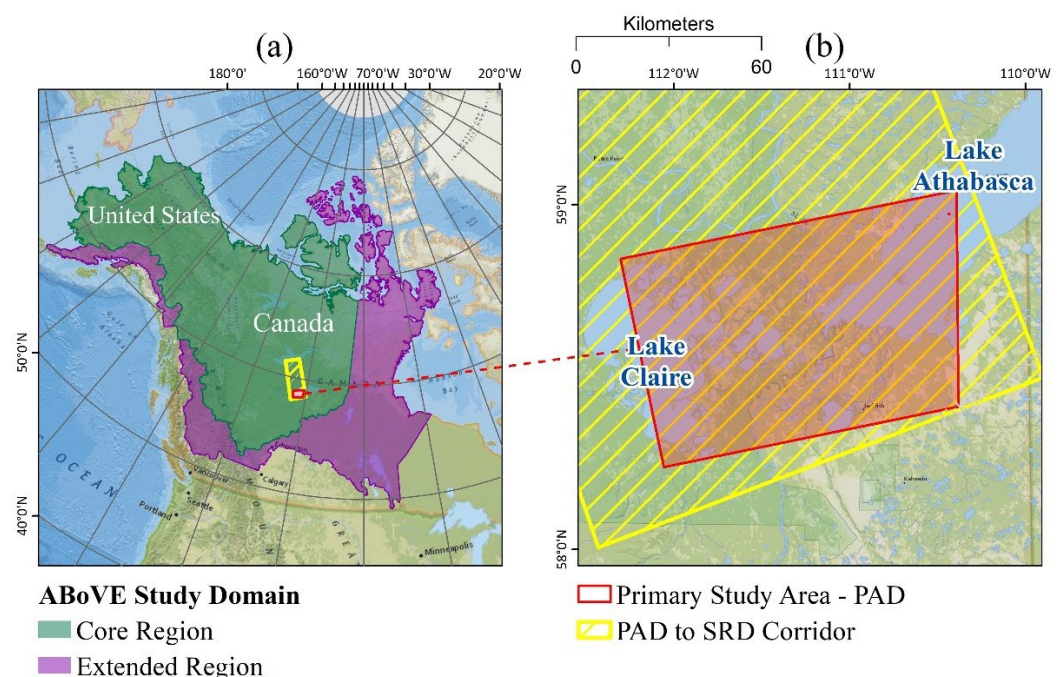 Kilometers
(a)
(b)
0
60
180°0'
160°0'W
70°0'W
30°0'W
20°0'W
112°0'W
111°0'W
110°0'W
Lake
Athabasca
59°0'N
United States
Canada
Lake
Claire
50°0'N
CANAD
BAY
OCEAN
Vancouver
Calgary
Seattle
Portland
40°0'N
Minneapolis
58°0'N
ABoVE Study Domain
Core Region
Extended Region
Primary Study Area - PAD
PAD to SRD Corridor